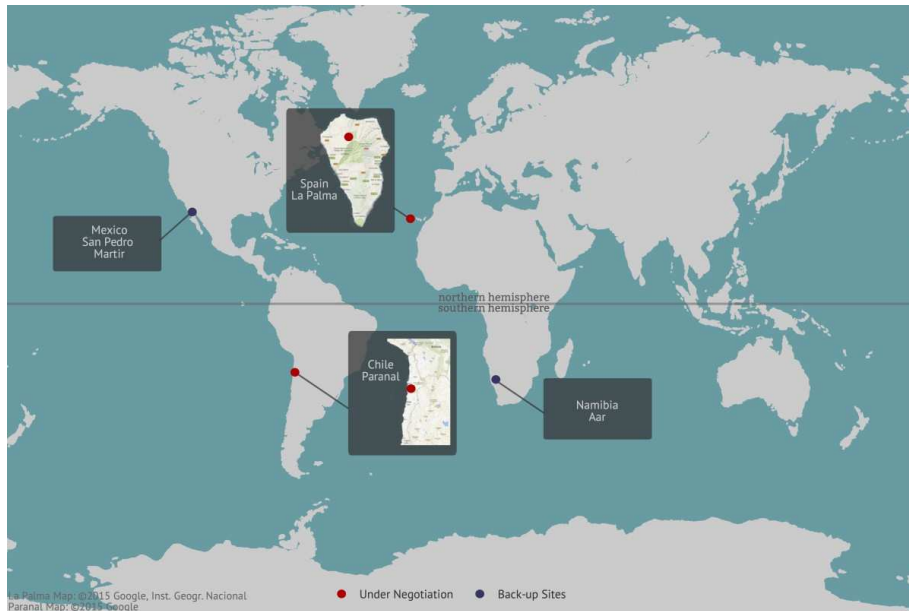 Spain
La Palma
Mexico
San Pedro
Martir
northern hemisphere
southern hemisphere
Chile
Paranal
Namibia
Aar
La Palma Map: ©2015 Google, Inst. Geogr. Nacional
Paranal Map: ©2015 Google
Under Negotiation
Back-up Sites